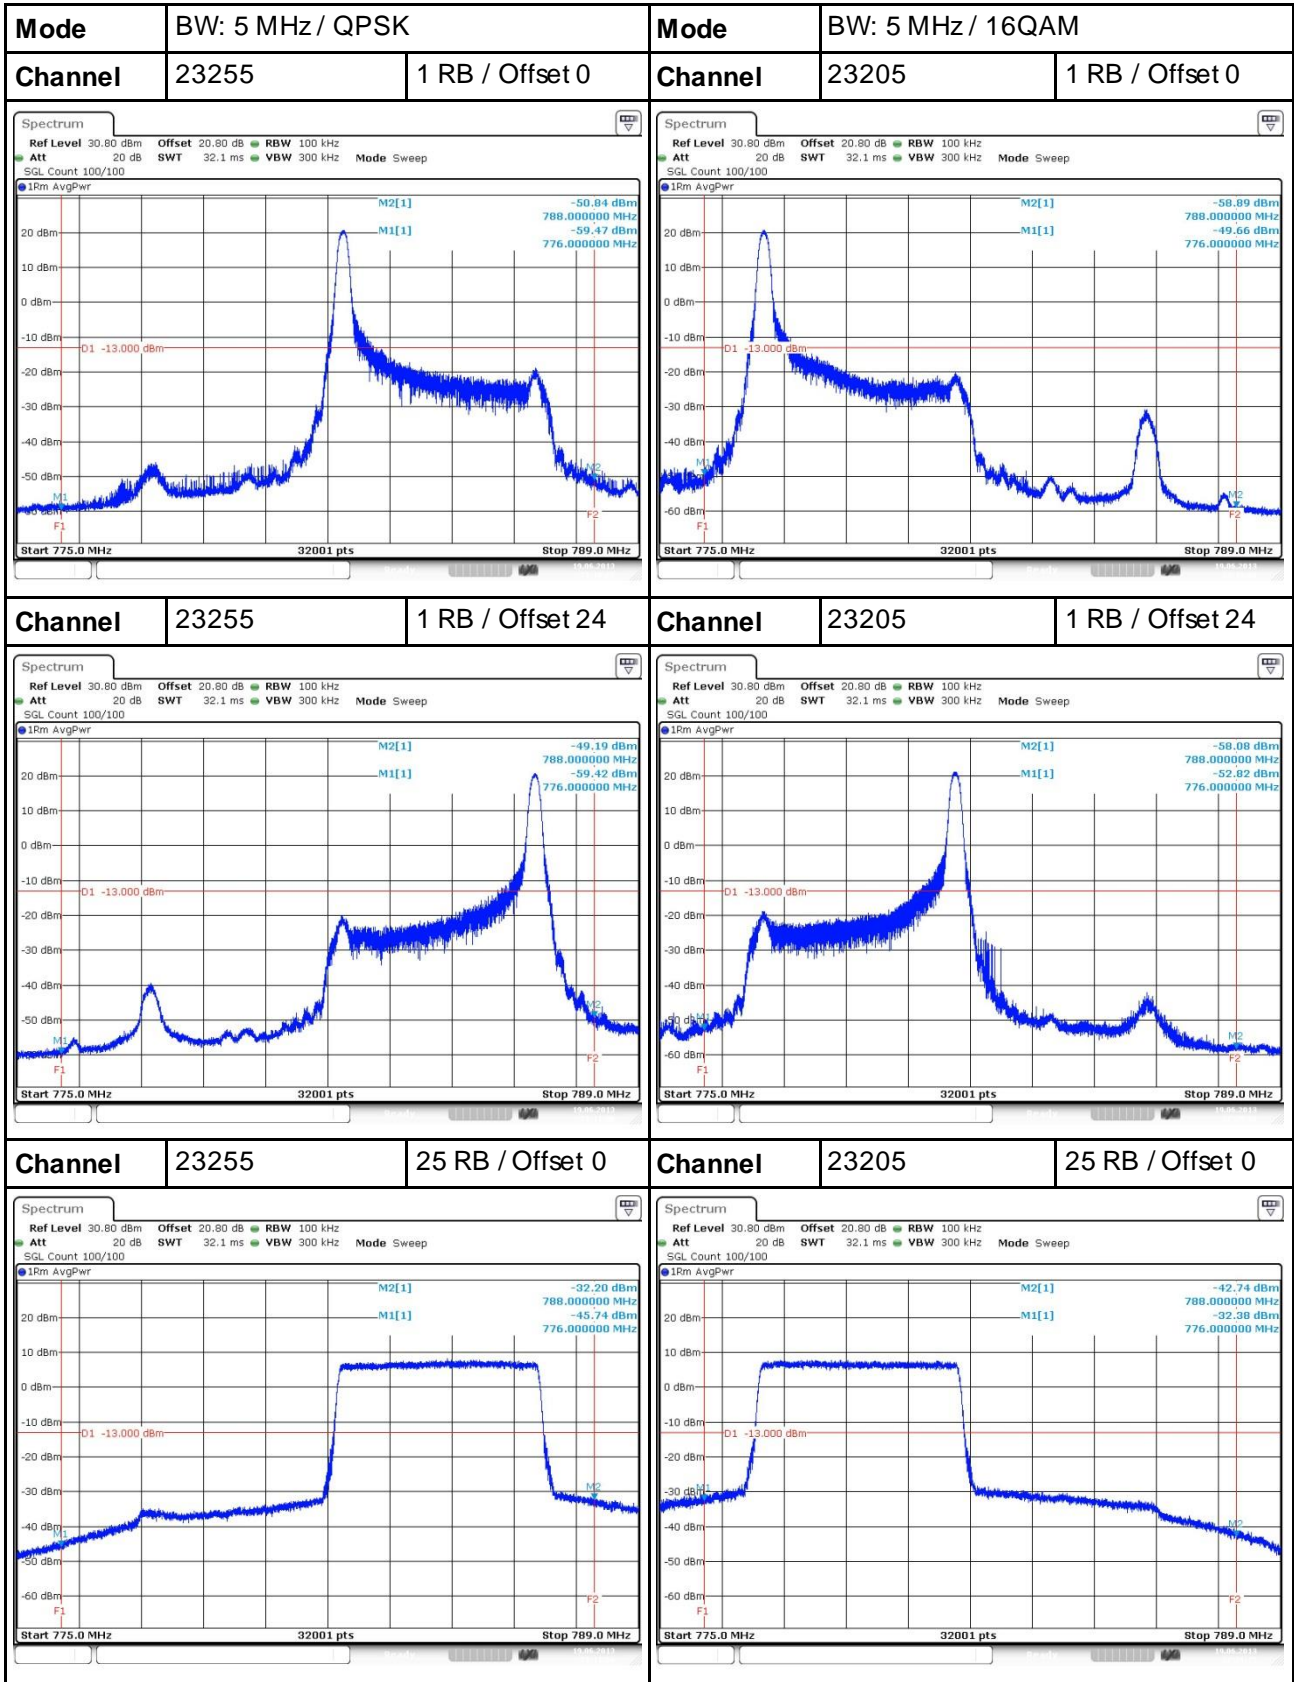 Mode BW: 5 MHz / QPSK Mode BW: 5 MHz / 16QAM
Channel 23255 1 RB / Offset 0 Channel 23205 1 RB / Offset 0
Spectrum
Ref Level 30.80 dBm Offset 20.80 dB RBW 100 kHz
Att 20 dB SWT 32.1 ms VBW 300 kHz Mode Sweep
SGL Count 100/100
1Rm AvgPwr
M2[1] -50.84 dBm
788.000000 MHz
M1[1] -59.47 dBm
776.000000 MHz
20 dBm
10 dBm
0 dBm
-10 dBm
D1 -13.000 dBm
-20 dBm
-30 dBm
-40 dBm
-50 dBm
M1
M2
F1
F2
Start 775.0 MHz 32001 pts Stop 789.0 MHz
Spectrum
Ref Level 30.80 dBm Offset 20.80 dB RBW 100 kHz
Att 20 dB SWT 32.1 ms VBW 300 kHz Mode Sweep
SGL Count 100/100
1Rm AvgPwr
M2[1] -58.89 dBm
788.000000 MHz
M1[1] -49.66 dBm
776.000000 MHz
20 dBm
10 dBm
0 dBm
-10 dBm
D1 -13.000 dBm
-20 dBm
-30 dBm
-40 dBm
-50 dBm
-60 dBm
M1
M2
F1
F2
Start 775.0 MHz 32001 pts Stop 789.0 MHz
Channel 23255 1 RB / Offset 24 Channel 23205 1 RB / Offset 24
Spectrum
Ref Level 30.80 dBm Offset 20.80 dB RBW 100 kHz
Att 20 dB SWT 32.1 ms VBW 300 kHz Mode Sweep
SGL Count 100/100
1Rm AvgPwr
M2[1] -49.19 dBm
788.000000 MHz
M1[1] -59.42 dBm
776.000000 MHz
20 dBm
10 dBm
0 dBm
-10 dBm
D1 -13.000 dBm
-20 dBm
-30 dBm
-40 dBm
-50 dBm
-60 dBm
M1
M2
F1
F2
Start 775.0 MHz 32001 pts Stop 789.0 MHz
Spectrum
Ref Level 30.80 dBm Offset 20.80 dB RBW 100 kHz
Att 20 dB SWT 32.1 ms VBW 300 kHz Mode Sweep
SGL Count 100/100
1Rm AvgPwr
M2[1] -58.08 dBm
788.000000 MHz
M1[1] -52.82 dBm
776.000000 MHz
20 dBm
10 dBm
0 dBm
-10 dBm
D1 -13.000 dBm
-20 dBm
-30 dBm
-40 dBm
-50 dBm
-60 dBm
M1
M2
F1
F2
Start 775.0 MHz 32001 pts Stop 789.0 MHz
Channel 23255 25 RB / Offset 0 Channel 23205 25 RB / Offset 0
Spectrum
Ref Level 30.80 dBm Offset 20.80 dB RBW 100 kHz
Att 20 dB SWT 32.1 ms VBW 300 kHz Mode Sweep
SGL Count 100/100
1Rm AvgPwr
M2[1] -32.20 dBm
788.000000 MHz
M1[1] -45.74 dBm
776.000000 MHz
20 dBm
10 dBm
0 dBm
-10 dBm
D1 -13.000 dBm
-20 dBm
-30 dBm
-40 dBm
-50 dBm
-60 dBm
M1
M2
F1
F2
Start 775.0 MHz 32001 pts Stop 789.0 MHz
Spectrum
Ref Level 30.80 dBm Offset 20.80 dB RBW 100 kHz
Att 20 dB SWT 32.1 ms VBW 300 kHz Mode Sweep
SGL Count 100/100
1Rm AvgPwr
M2[1] -42.74 dBm
788.000000 MHz
M1[1] -32.38 dBm
776.000000 MHz
20 dBm
10 dBm
0 dBm
-10 dBm
D1 -13.000 dBm
-20 dBm
-30 dBm
-40 dBm
-50 dBm
-60 dBm
M1
M2
F1
F2
Start 775.0 MHz 32001 pts Stop 789.0 MHz